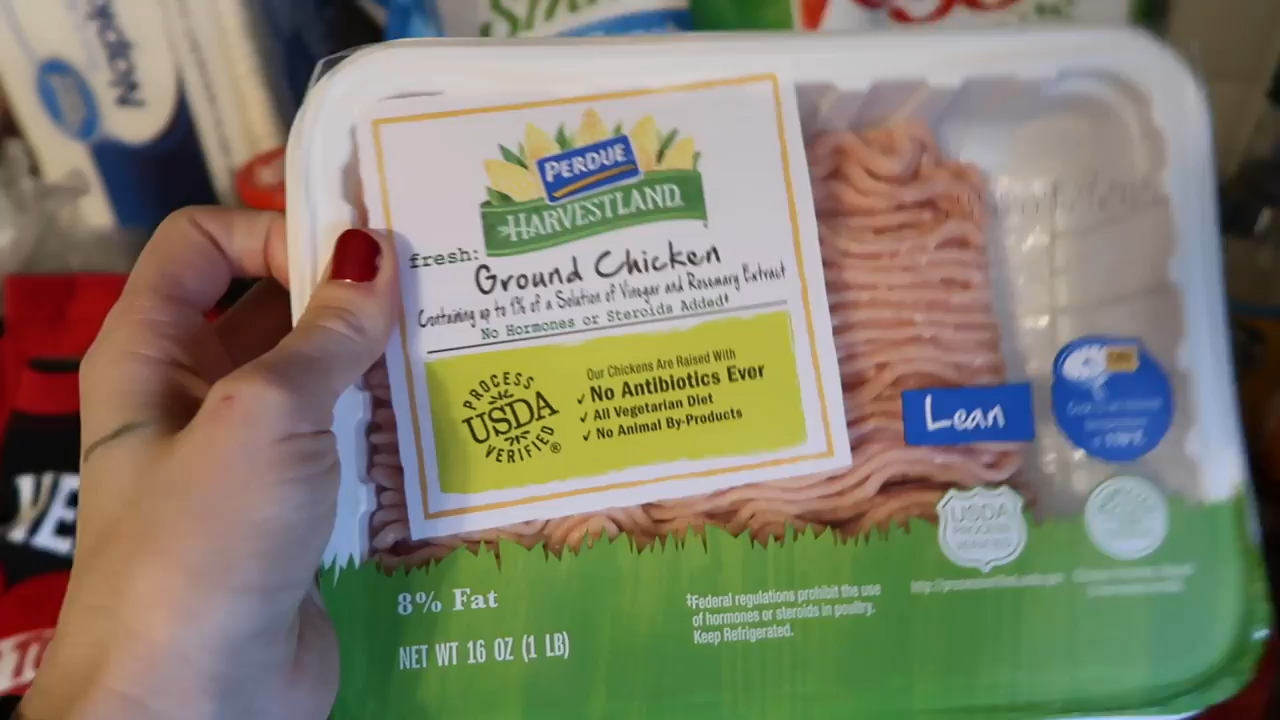 PERDUE
HARVESTLAND
fresh:
Ground Chicken
Containing up to 1% of a Solution of Vinegar and Rosemary Extract
No Hormones or Steroids Added‡
PROCESS
USDA
VERIFIED®
Our Chickens Are Raised With
✓ No Antibiotics Ever
✓ All Vegetarian Diet
✓ No Animal By-Products
Lean
USDA
PROCESS
VERIFIED
8% Fat
NET WT 16 OZ (1 LB)
‡Federal regulations prohibit the use
of hormones or steroids in poultry.
Keep Refrigerated.